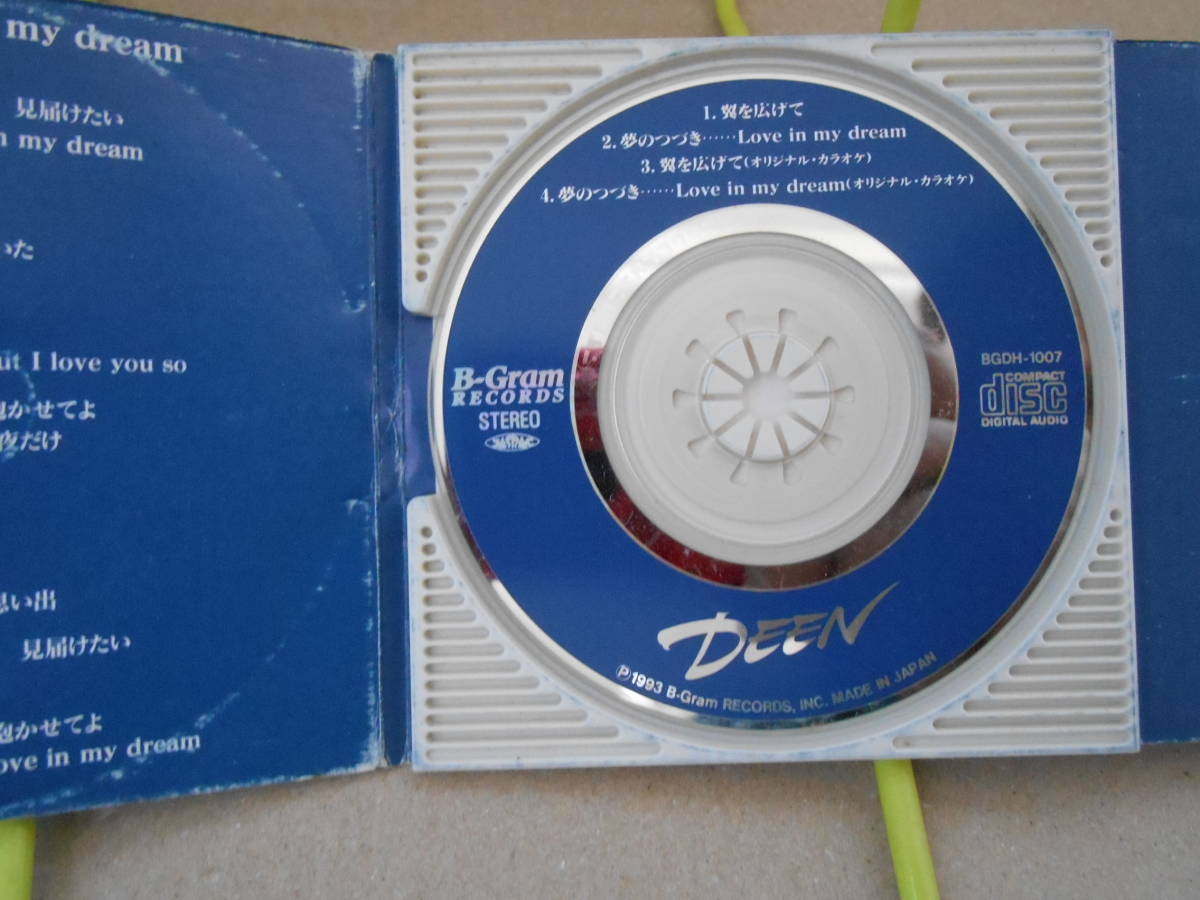 my dream
見届けたい
n my dream
いた
ut I love you so
抱かせてよ
夜だけ
思い出
見届けたい
抱かせてよ
ove in my dream
1. 翼を広げて
2. 夢のつづき……Love in my dream
3. 翼を広げて(オリジナル・カラオケ)
4. 夢のつづき……Love in my dream(オリジナル・カラオケ)
B-Gram
RECORDS
STEREO
BGDH-1007
COMPACT
disc
DIGITAL AUDIO
DEEN
Ⓟ1993 B-Gram RECORDS, INC. MADE IN JAPAN